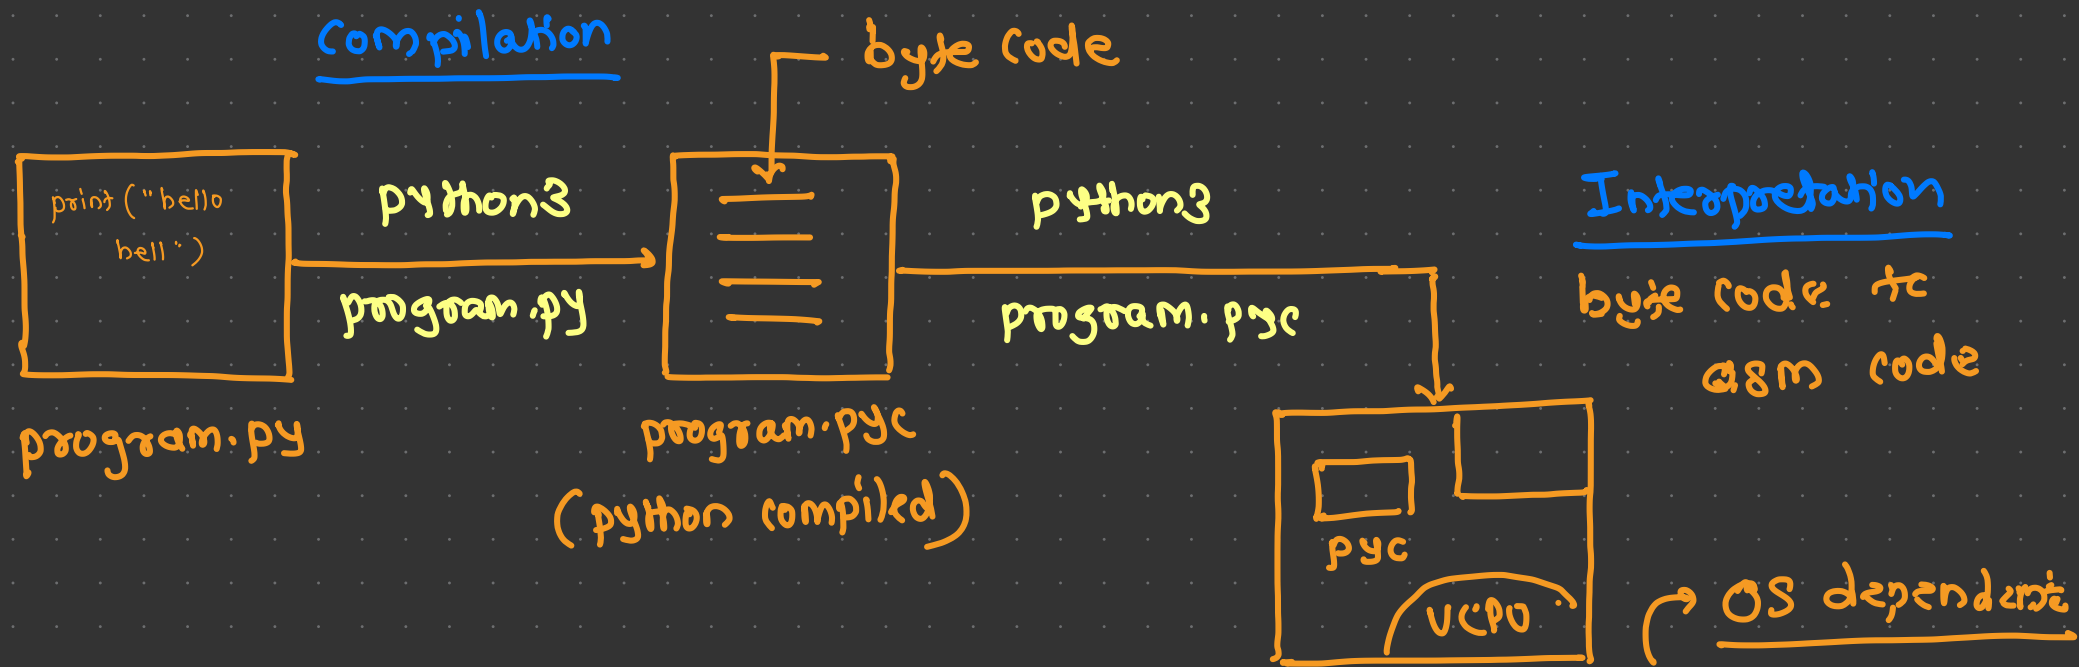 Compilation
byte code
print ("hello
hell")
python3
program.py
program.py
program.pyc
(python compiled)
python3
program.pyc
Interpretation
byte code to
asm code
pyc
VCPU
OS dependent